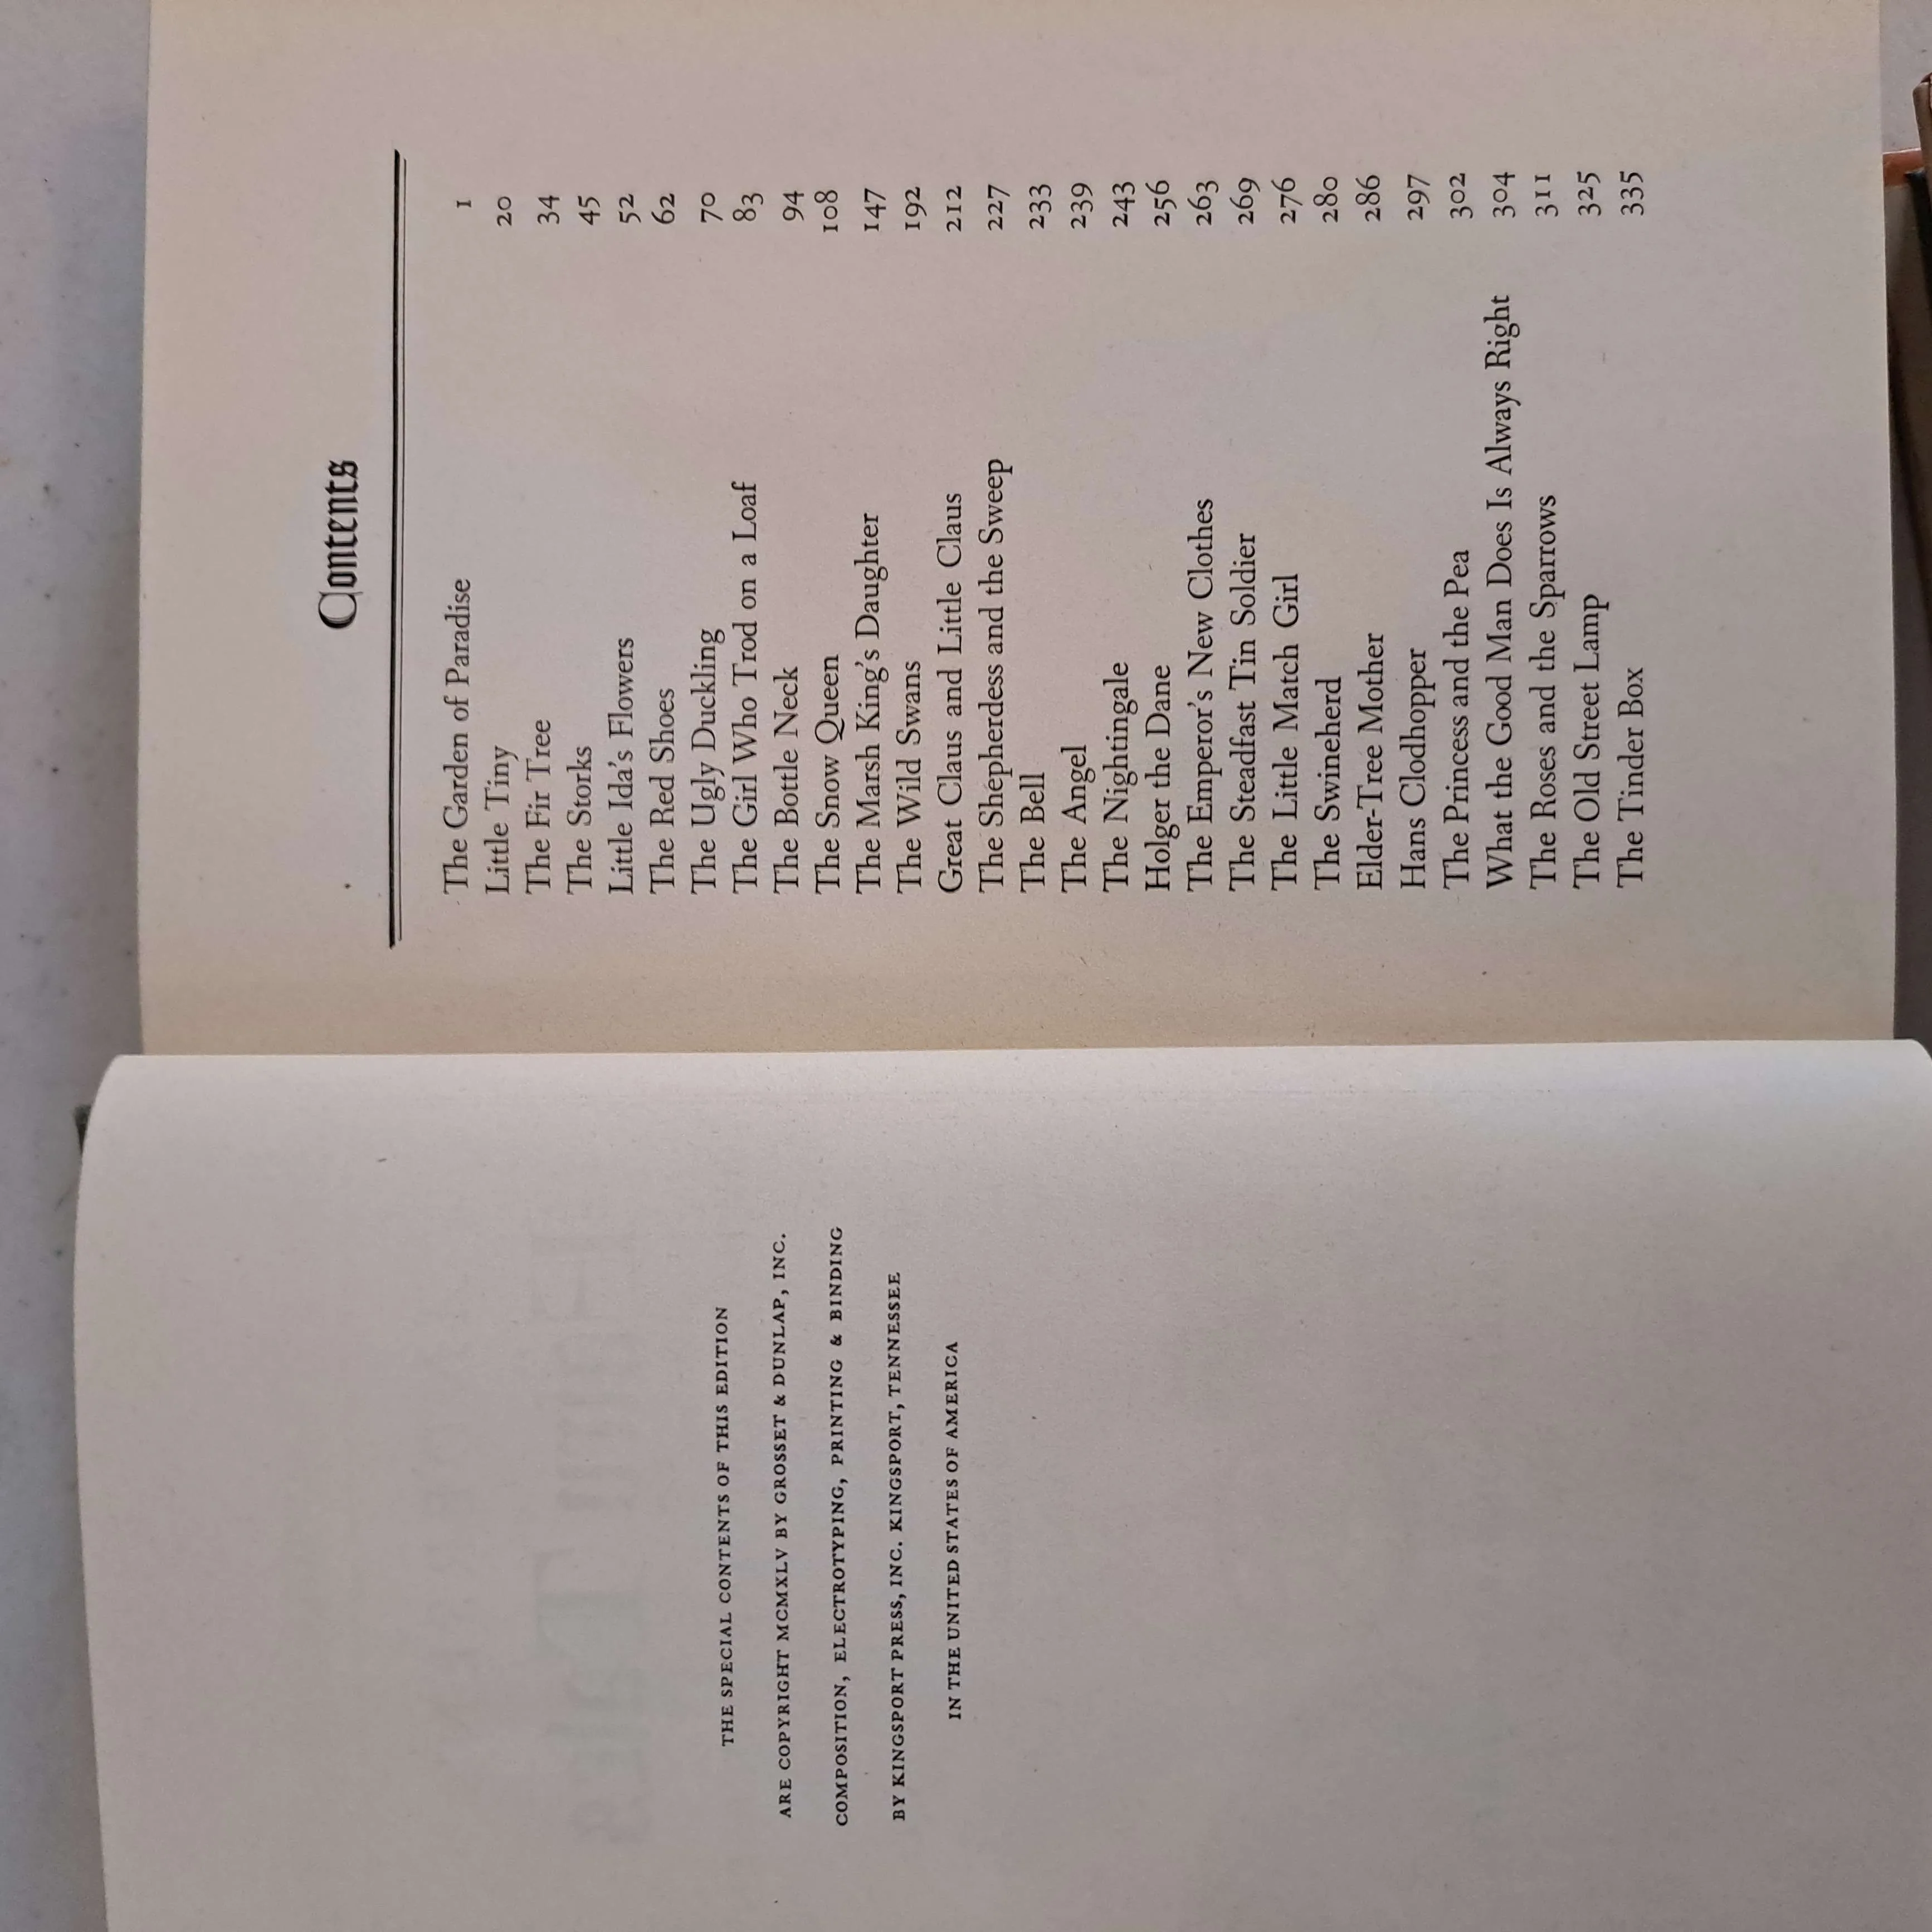 THE SPECIAL CONTENTS OF THIS EDITION
ARE COPYRIGHT MCMXLV BY GROSSET & DUNLAP, INC.
COMPOSITION, ELECTROTYPING, PRINTING & BINDING
BY KINGSPORT PRESS, INC. KINGSPORT, TENNESSEE
IN THE UNITED STATES OF AMERICA
Contents
The Garden of Paradise 1
Little Tiny 20
The Fir Tree 34
The Storks 45
Little Ida's Flowers 52
The Red Shoes 62
The Ugly Duckling 70
The Girl Who Trod on a Loaf 83
The Bottle Neck 94
The Snow Queen 108
The Marsh King's Daughter 147
The Wild Swans 192
Great Claus and Little Claus 212
The Shepherdess and the Sweep 227
The Bell 233
The Angel 239
The Nightingale 243
Holger the Dane 256
The Emperor's New Clothes 263
The Steadfast Tin Soldier 269
The Little Match Girl 276
The Swineherd 280
Elder-Tree Mother 286
Hans Clodhopper 297
The Princess and the Pea 302
What the Good Man Does Is Always Right 304
The Roses and the Sparrows 311
The Old Street Lamp 325
The Tinder Box 335